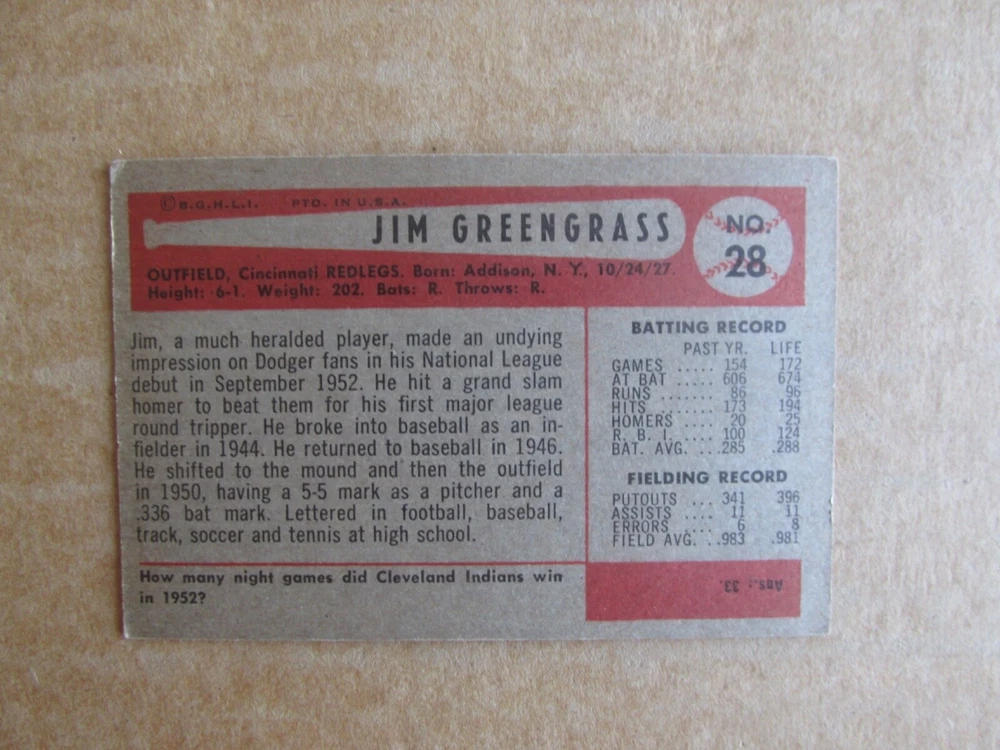 ©B.G.H.L.I. PTD. IN U.S.A.
JIM GREENGRASS
NO.
28
OUTFIELD, Cincinnati REDLEGS. Born: Addison, N. Y., 10/24/27.
Height: 6-1. Weight: 202. Bats: R. Throws: R.
Jim, a much heralded player, made an undying
impression on Dodger fans in his National League
debut in September 1952. He hit a grand slam
homer to beat them for his first major league
round tripper. He broke into baseball as an in-
fielder in 1944. He returned to baseball in 1946.
He shifted to the mound and then the outfield
in 1950, having a 5-5 mark as a pitcher and a
.336 bat mark. Lettered in football, baseball,
track, soccer and tennis at high school.
How many night games did Cleveland Indians win
in 1952?
BATTING RECORD
PAST YR. LIFE
GAMES ..... 154 172
AT BAT ..... 606 674
RUNS ....... 86 96
HITS ....... 173 194
HOMERS .... 20 25
R. B. I. .... 100 124
BAT. AVG. ...285 .288
FIELDING RECORD
PUTOUTS ... 341 396
ASSISTS .... 11 11
ERRORS .... 6 8
FIELD AVG. ..983 .981
Ans.: 33.